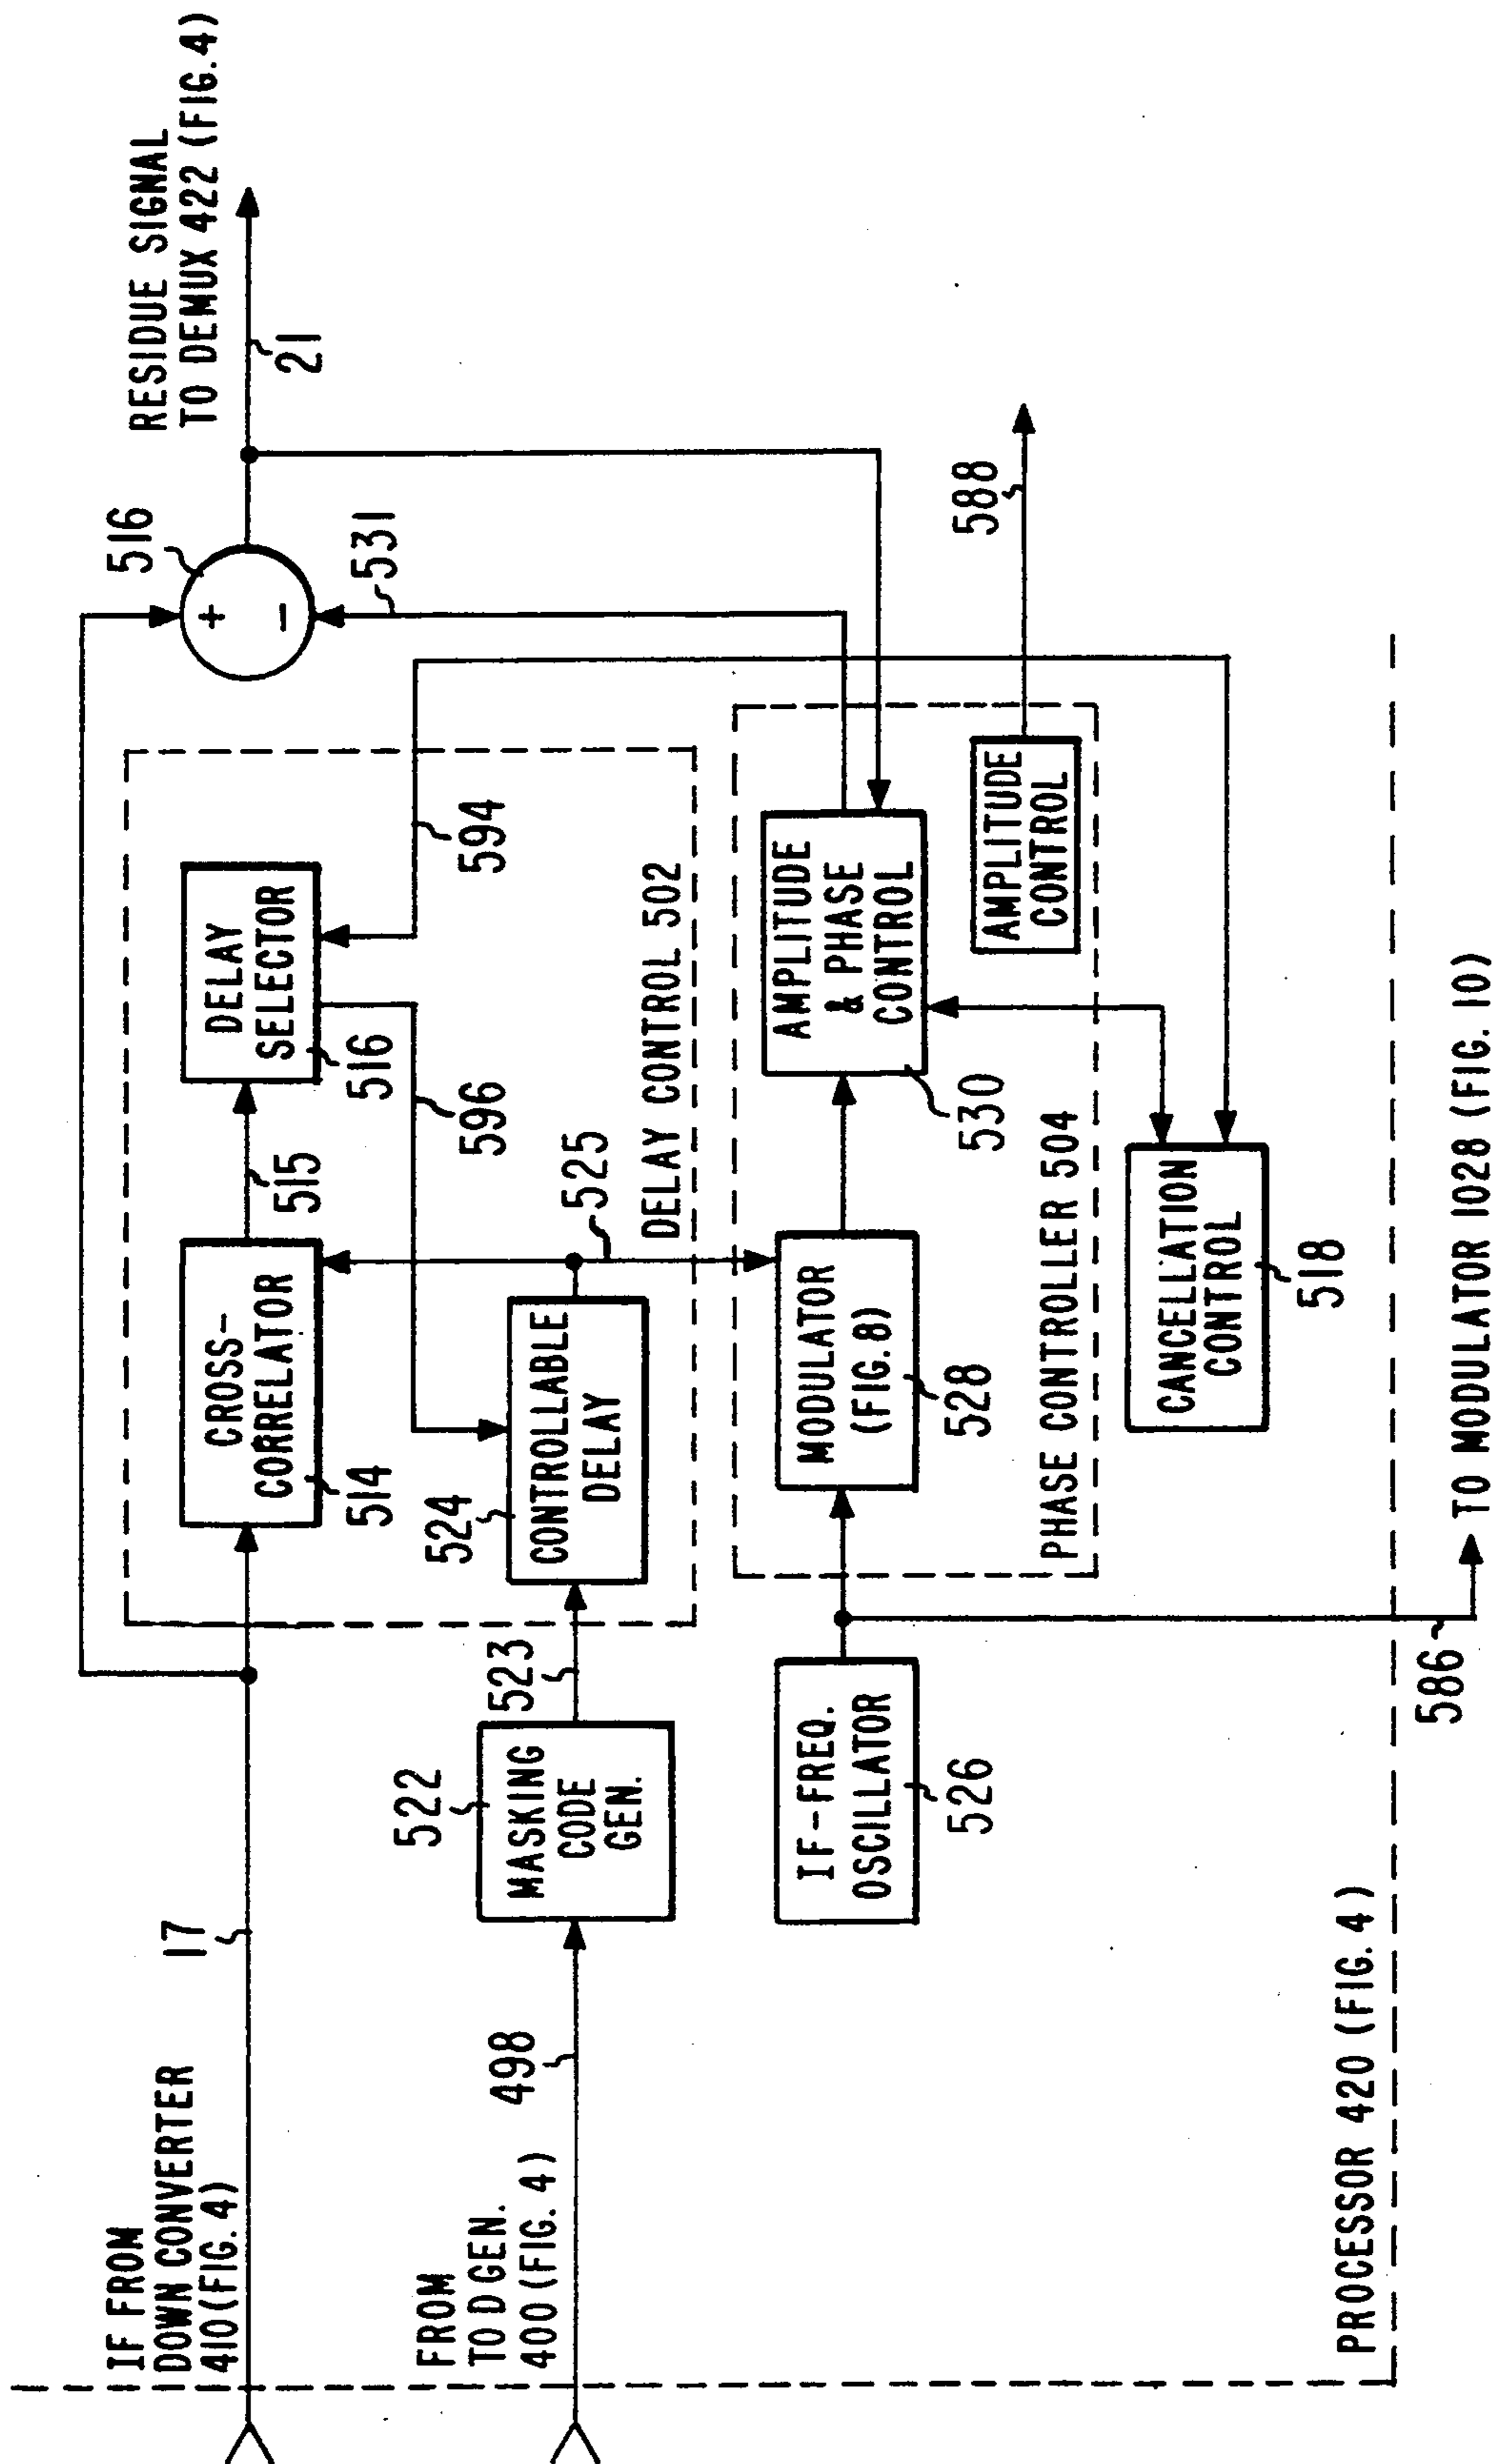 IF FROM
DOWN CONVERTER
410 (FIG. 4)
17
RESIDUE SIGNAL
TO DEMUX 422 (FIG. 4)
21
516
+
−
531
CROSS-
CORRELATOR
514
515
DELAY
SELECTOR
516
594
596
FROM
TO D GEN.
400 (FIG. 4)
498
522
MASKING
CODE
GEN.
523
524
CONTROLLABLE
DELAY
525
DELAY CONTROL 502
IF-FREQ.
OSCILLATOR
526
MODULATOR
(FIG. 8)
528
AMPLITUDE
& PHASE
CONTROL
530
AMPLITUDE
CONTROL
588
PHASE CONTROLLER 504
CANCELLATION
CONTROL
518
PROCESSOR 420 (FIG. 4)
586
TO MODULATOR 1028 (FIG. 10)